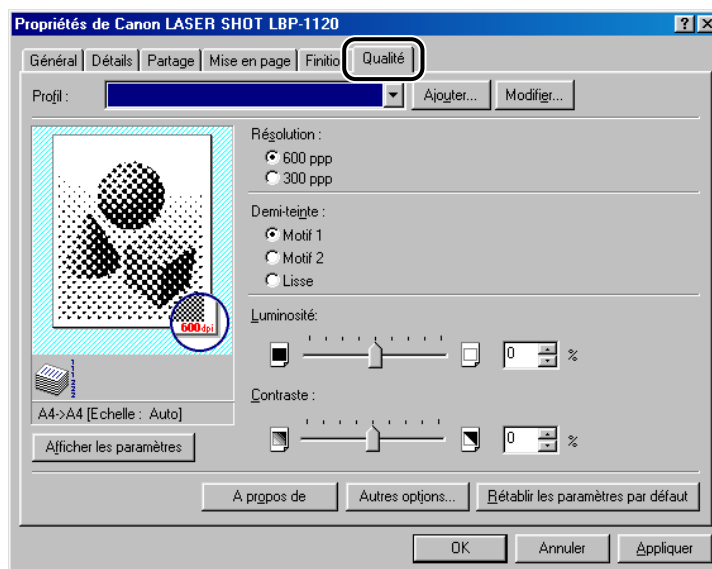 Propriétés de Canon LASER SHOT LBP-1120
Général Détails Partage Mise en page Finitio Qualité
Profil : Ajouter... Modifier...
Résolution :
600 ppp
300 ppp
Demi-teinte :
Motif 1
Motif 2
Lisse
600dpi
Luminosité:
0 %
A4->A4 [Echelle : Auto]
Contraste :
0 %
Afficher les paramètres
A propos de Autres options... Rétablir les paramètres par défaut
OK Annuler Appliquer